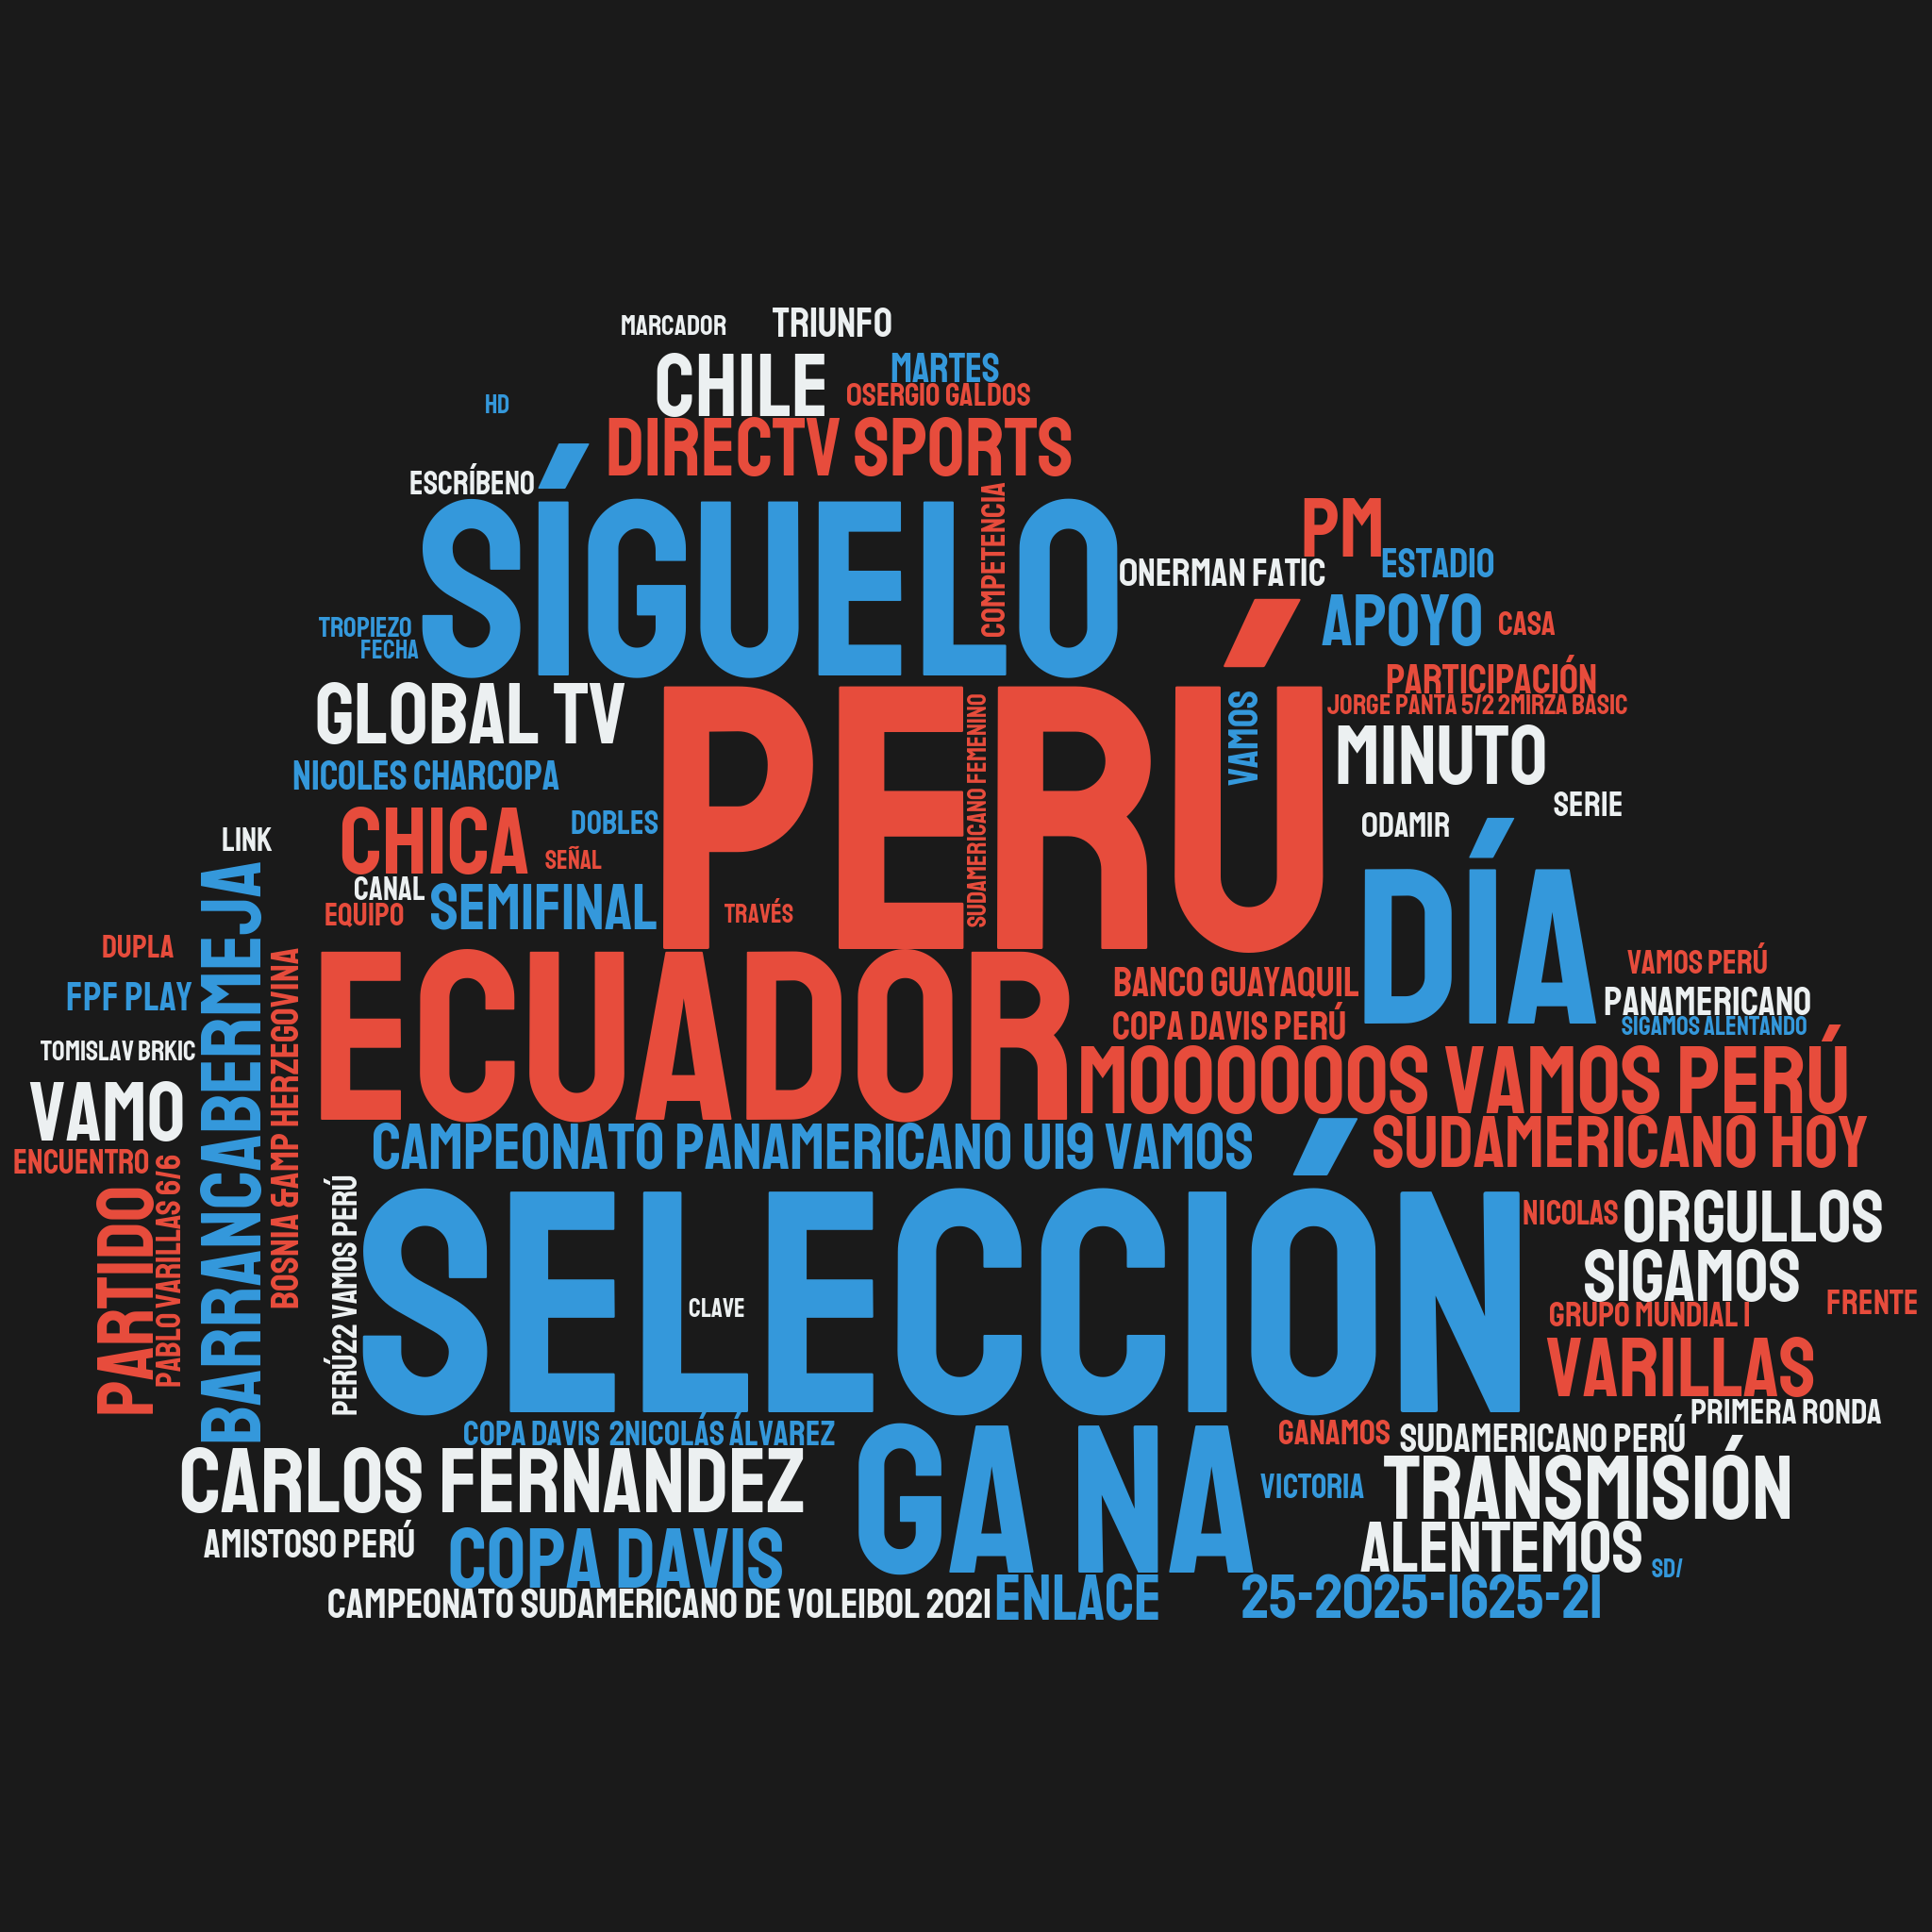 MARCADOR
TRIUNFO
CHILE
MARTES
OSERGIO GALDOS
HD
DIRECTV SPORTS
ESCRÍBENO
SÍGUELO
COMPETENCIA
PM
ESTADIO
ONERMAN FATIC
APOYO
CASA
TROPIEZO
FECHA
PARTICIPACIÓN
JORGE PANTA 5/2 2MIRZA BASIC
GLOBAL TV
PERÚ
SUDAMERICANO FEMENINO
VAMOS
MINUTO
NICOLES CHARCOPA
SERIE
CHICA
DOBLES
ODAMIR
LINK
SEÑAL
CANAL
SEMIFINAL
EQUIPO
TRAVÉS
DÍA
DUPLA
BARRANCABERMEJA
BOSNIA &AMP HERZEGOVINA
ECUADOR
BANCO GUAYAQUIL
VAMOS PERÚ
FPF PLAY
PANAMERICANO
COPA DAVIS PERÚ
SIGAMOS ALENTANDO
TOMISLAV BRKIC
MOOOOOOS VAMOS PERÚ
VAMO
CAMPEONATO PANAMERICANO U19 VAMOS
SUDAMERICANO HOY
ENCUENTRO
PARTIDO
PABLO VARILLAS 6/6
PERÚ22 VAMOS PERÚ
SELECCIÓN
NICOLAS
ORGULLOS
SIGAMOS
CLAVE
GRUPO MUNDIAL I
FRENTE
VARILLAS
PRIMERA RONDA
COPA DAVIS 2NICOLÁS ÁLVAREZ
GANAMOS
SUDAMERICANO PERÚ
CARLOS FERNÁNDEZ
GA NA
VICTORIA
TRANSMISIÓN
AMISTOSO PERÚ
COPA DAVIS
ALENTEMOS
SD/
CAMPEONATO SUDAMERICANO DE VOLEIBOL 2021
ENLACE
25-2025-1625-21